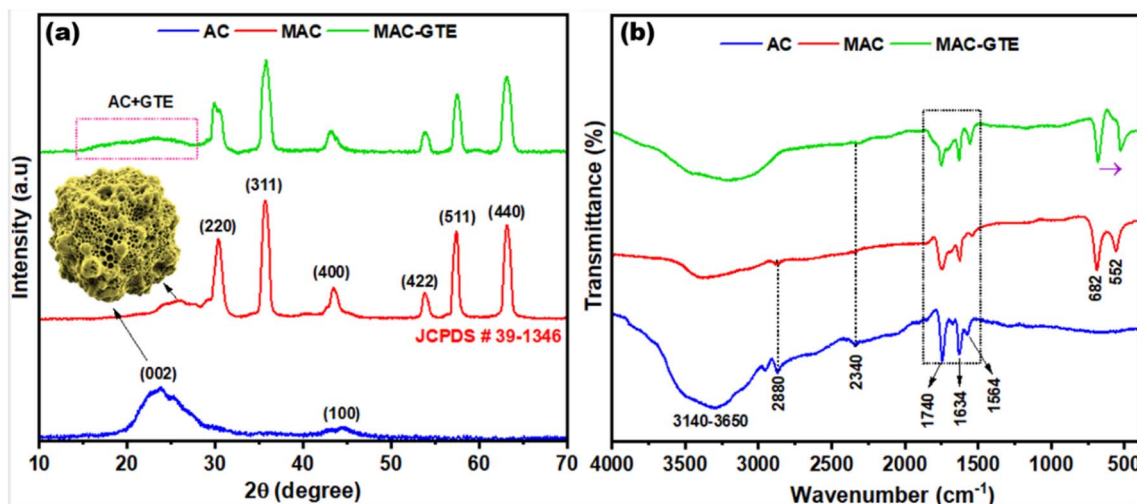 (a)
AC MAC MAC-GTE
AC+GTE
(311)
(220)
(511)
(440)
(400)
(422)
JCPDS # 39-1346
(002)
(100)
Intensity (a.u)
10 20 30 40 50 60 70
2θ (degree)
(b)
AC MAC MAC-GTE
682
552
2880
2340
1740
1634
1564
3140-3650
Transmittance (%)
4000 3500 3000 2500 2000 1500 1000 500
Wavenumber (cm⁻¹)